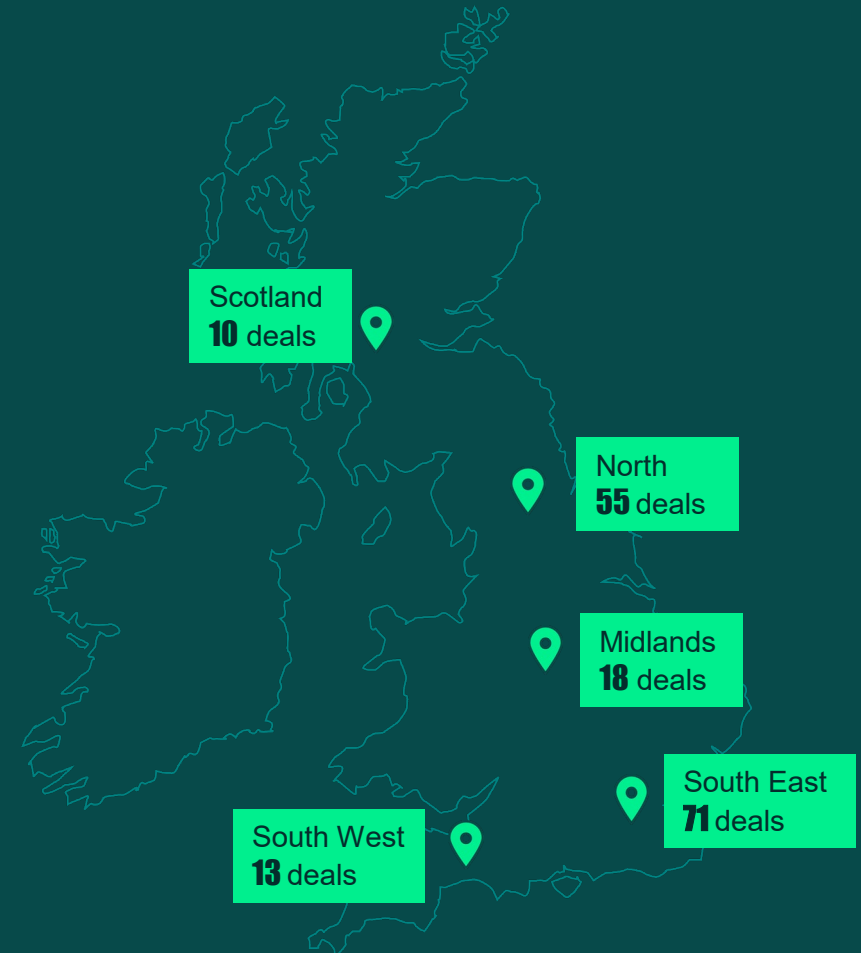 Scotland
10 deals
North
55 deals
Midlands
18 deals
South East
71 deals
South West
13 deals